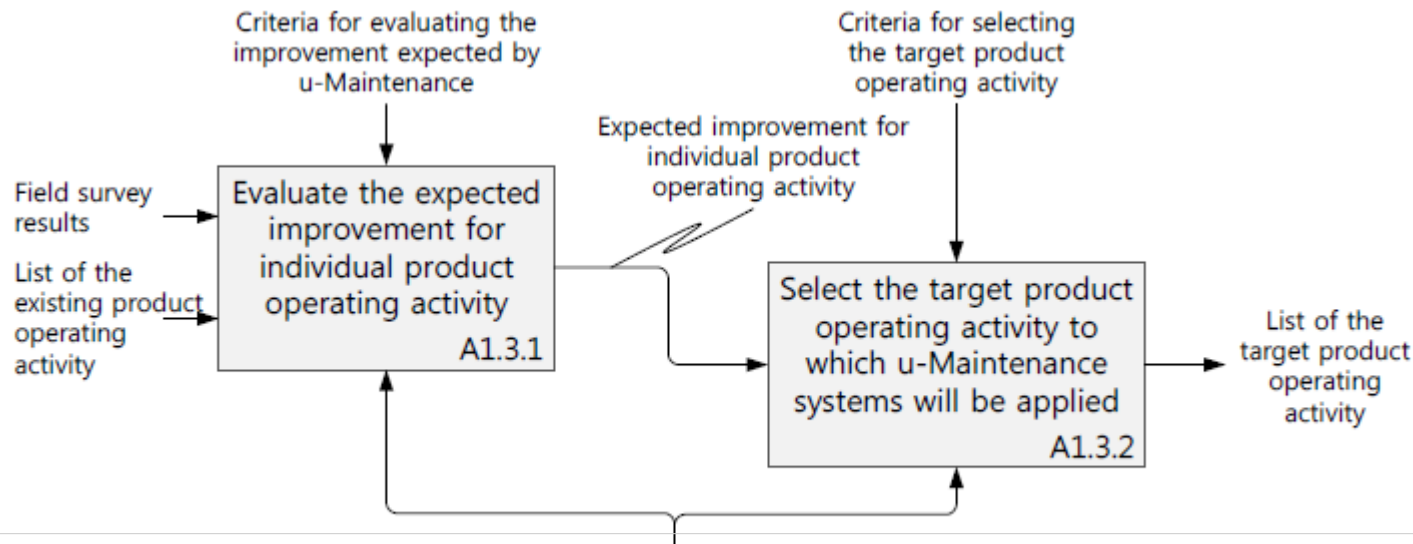 Criteria for evaluating the
improvement expected by
u-Maintenance
Criteria for selecting
the target product
operating activity
Expected improvement for
individual product
operating activity
Field survey
results
List of the
existing product
operating
activity
Evaluate the expected
improvement for
individual product
operating activity
A1.3.1
Select the target product
operating activity to
which u-Maintenance
systems will be applied
A1.3.2
List of the
target product
operating
activity